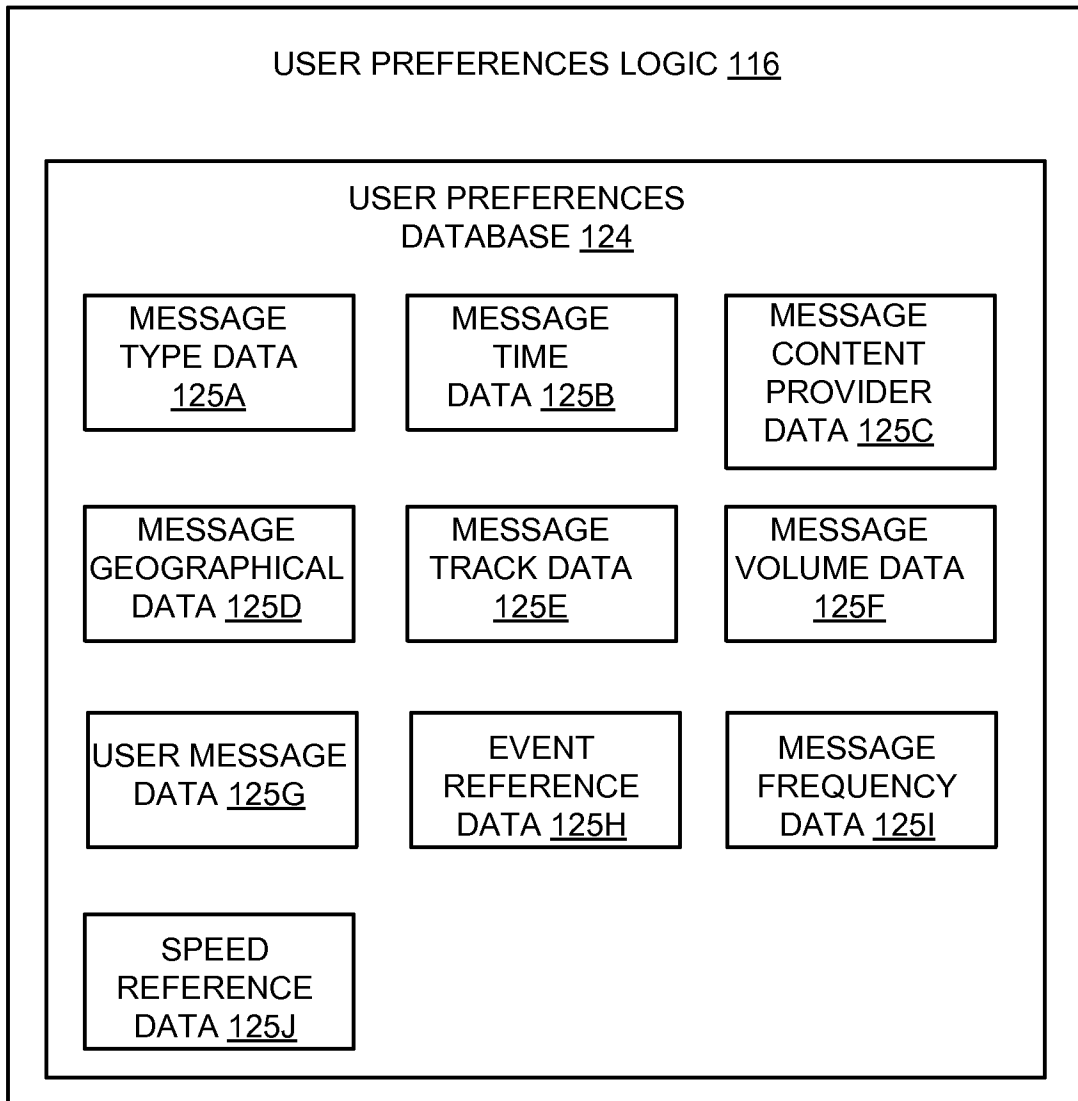 USER PREFERENCES LOGIC 116
USER PREFERENCES
DATABASE 124
MESSAGE
TYPE DATA
125A
MESSAGE
TIME
DATA 125B
MESSAGE
CONTENT
PROVIDER
DATA 125C
MESSAGE
GEOGRAPHICAL
DATA 125D
MESSAGE
TRACK DATA
125E
MESSAGE
VOLUME DATA
125F
USER MESSAGE
DATA 125G
EVENT
REFERENCE
DATA 125H
MESSAGE
FREQUENCY
DATA 125I
SPEED
REFERENCE
DATA 125J